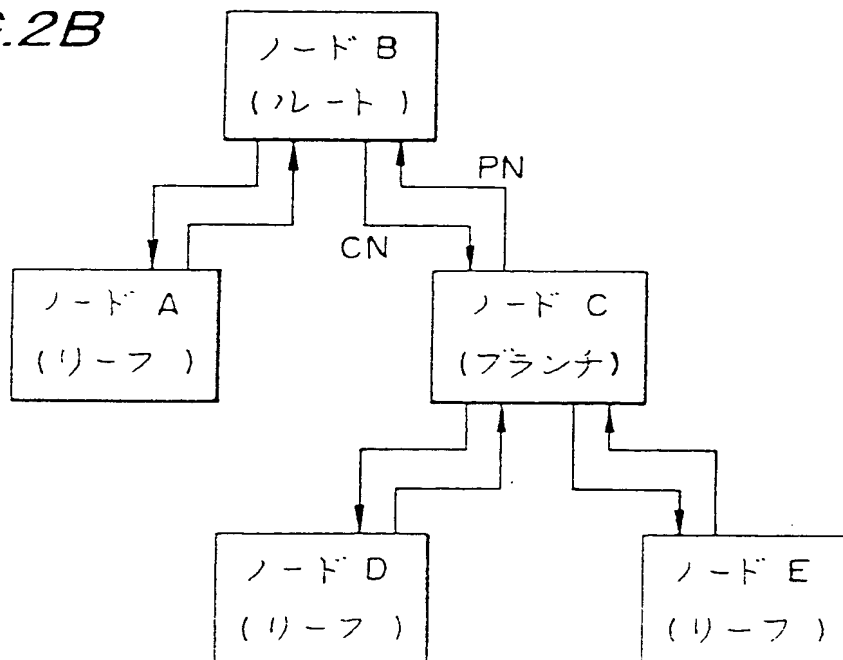 .2B
ノード B
(ルート)
PN
CN
ノード A
(リーフ)
ノード C
(ブランチ)
ノード D
(リーフ)
ノード E
(リーフ)